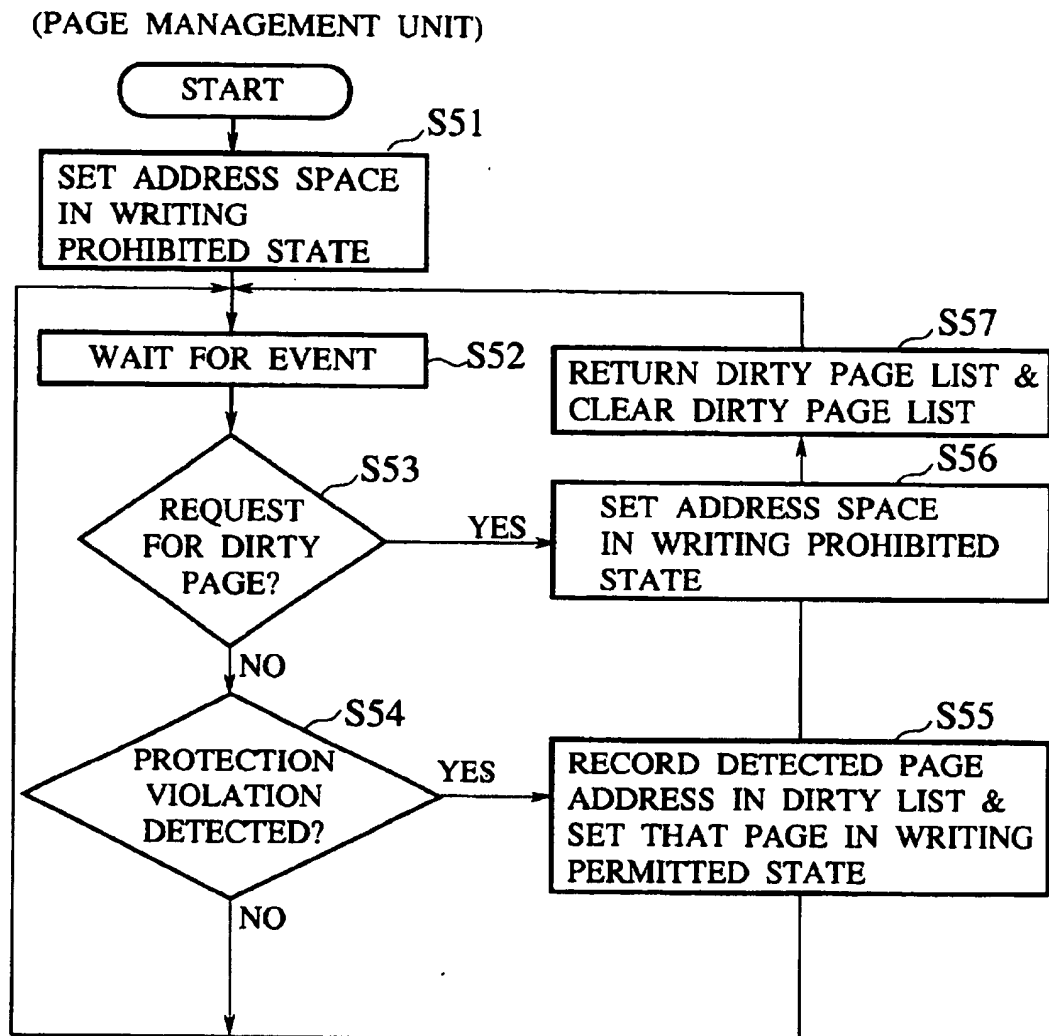 (PAGE MANAGEMENT UNIT)
START
S51
SET ADDRESS SPACE
IN WRITING
PROHIBITED STATE
WAIT FOR EVENT
S52
S53
REQUEST
FOR DIRTY
PAGE?
YES
NO
S57
RETURN DIRTY PAGE LIST &
CLEAR DIRTY PAGE LIST
S56
SET ADDRESS SPACE
IN WRITING PROHIBITED
STATE
S54
PROTECTION
VIOLATION
DETECTED?
YES
NO
S55
RECORD DETECTED PAGE
ADDRESS IN DIRTY LIST &
SET THAT PAGE IN WRITING
PERMITTED STATE